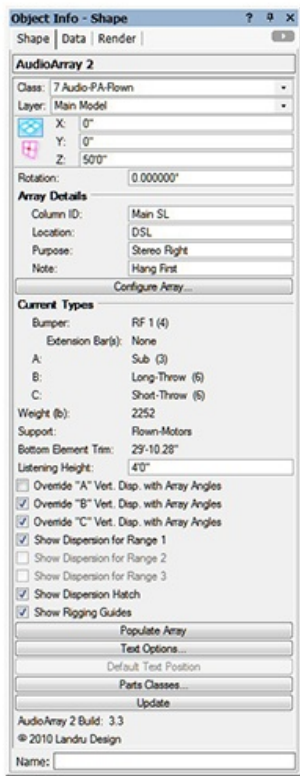 Object Info - Shape
Shape Data Render
AudioArray 2
Class: 7 Audio-PA-Flown
Layer: Main Model
X: 0"
Y: 0"
Z: 50'0"
Rotation: 0.000000°
Array Details
Column ID: Main SL
Location: DSL
Purpose: Stereo Right
Note: Hang First
Configure Array...
Current Types
Bumper: RF 1 (4)
Extension Bar(s): None
A: Sub (3)
B: Long-Throw (6)
C: Short-Throw (6)
Weight (lb): 2252
Support: Flown-Motors
Bottom Element Trim: 29'-10.28"
Listening Height: 4'0"
Override "A" Vert. Disp. with Array Angles
Override "B" Vert. Disp. with Array Angles
Override "C" Vert. Disp. with Array Angles
Show Dispersion for Range 1
Show Dispersion for Range 2
Show Dispersion for Range 3
Show Dispersion Hatch
Show Rigging Guides
Populate Array
Text Options...
Default Text Position
Parts Classes...
Update
AudioArray 2 Build: 3.3
© 2010 Landru Design
Name: